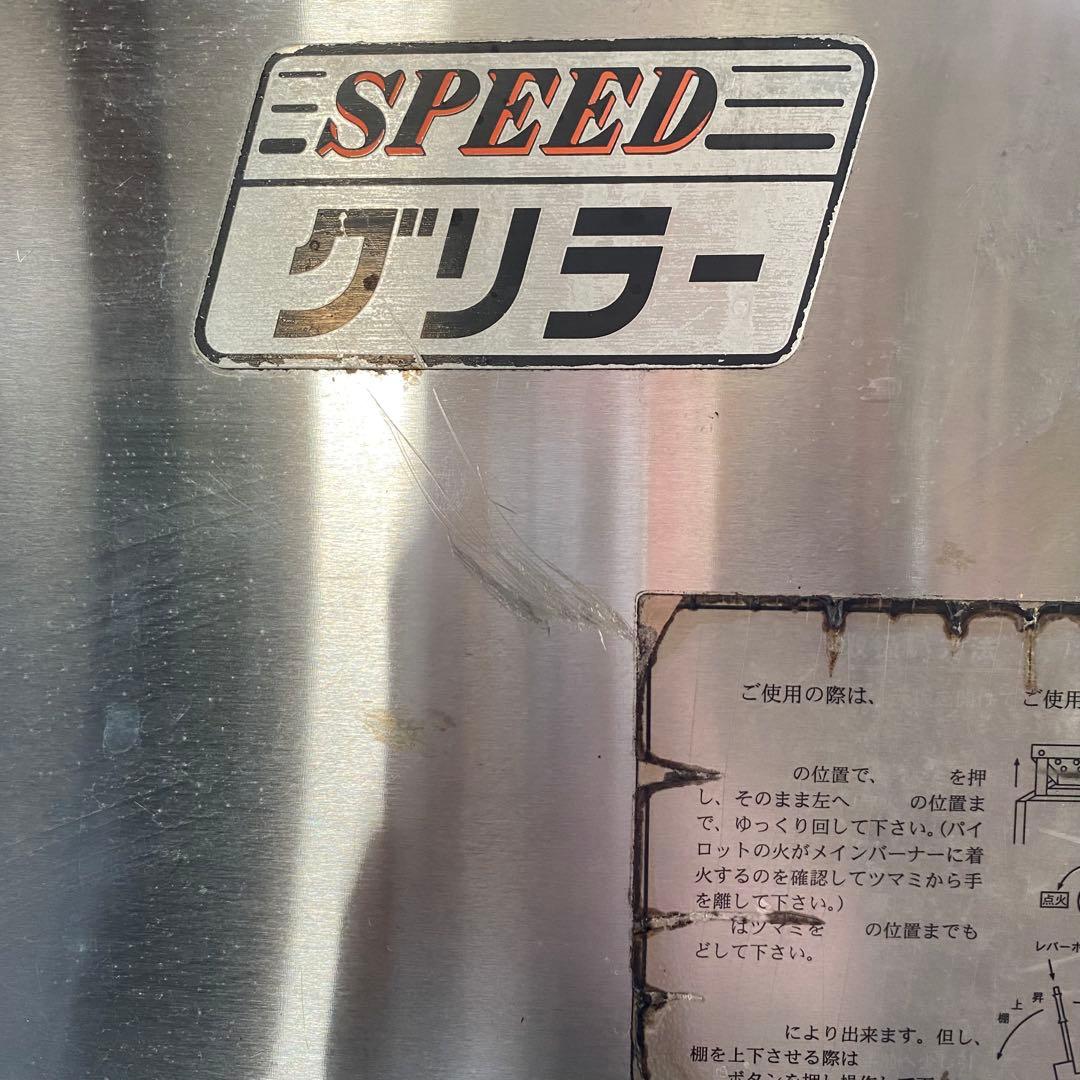 SPEED
グリラー
ご使用の際は、
ご使用
の位置で、 を押
し、そのまま左へ の位置ま
で、ゆっくり回して下さい。(パイ
ロットの火がメインバーナーに着
火するのを確認してツマミから手
を離して下さい。)
はツマミを の位置までも
どして下さい。
により出来ます。但し、
棚を上下させる際は
点火
レバーボ
棚 上 昇